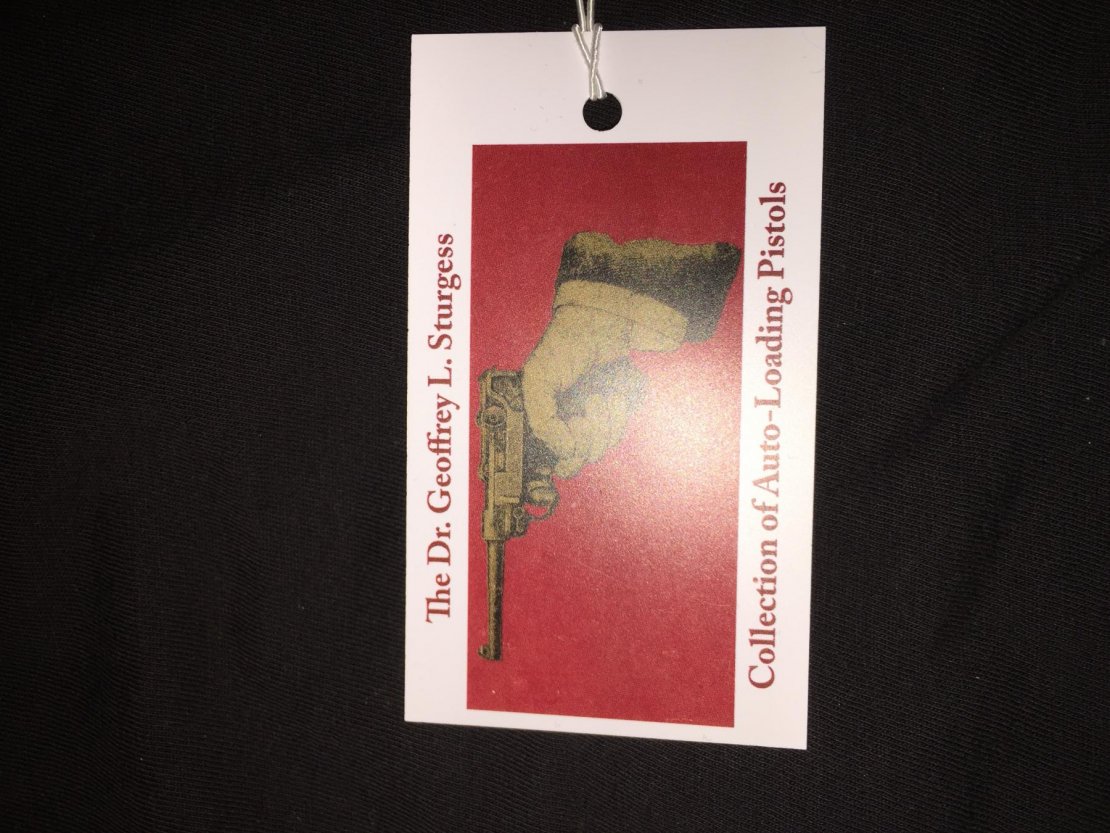 The Dr. Geoffrey L. Sturgess
Collection of Auto-Loading Pistols